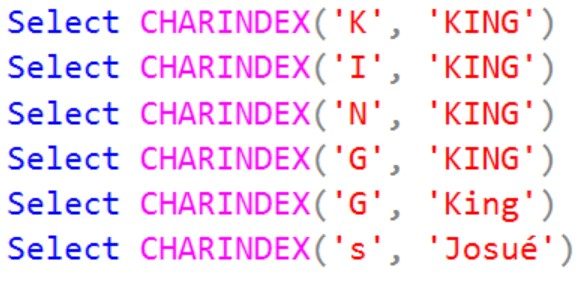 Select CHARINDEX('K', 'KING')
Select CHARINDEX('I', 'KING')
Select CHARINDEX('N', 'KING')
Select CHARINDEX('G', 'KING')
Select CHARINDEX('G', 'King')
Select CHARINDEX('s', 'Josué')